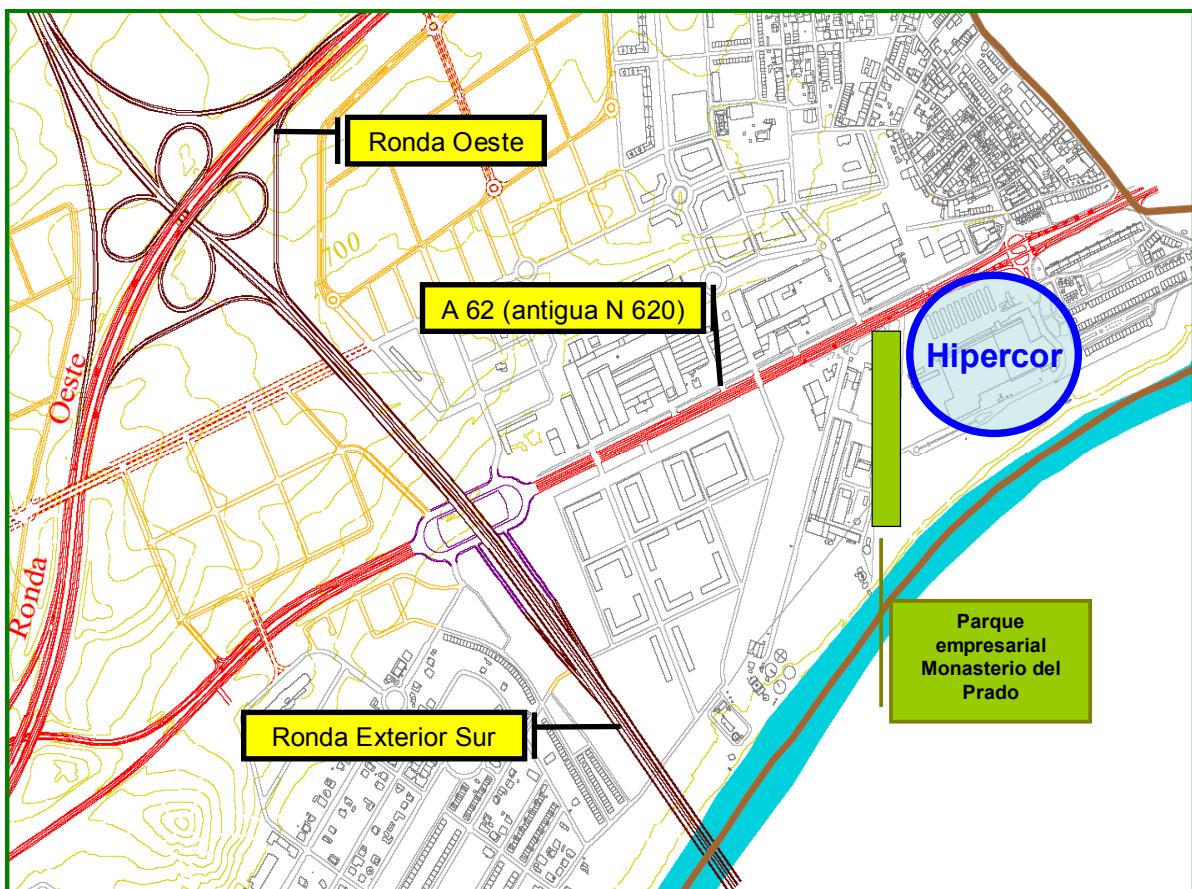 Ronda Oeste
700
A 62 (antigua N 620)
Hipercor
Oeste
Ronda
Parque
empresarial
Monasterio del
Prado
Ronda Exterior Sur